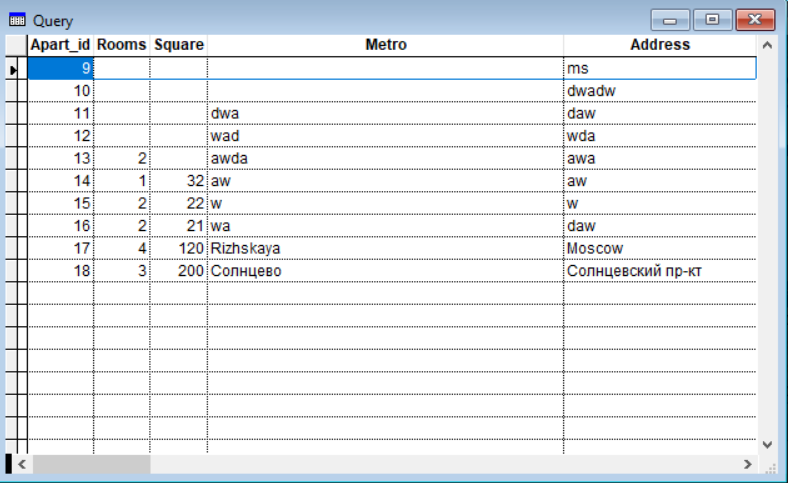 Query
Apart_id Rooms Square Metro Address
9 ms
10 dwadw
11 dwa daw
12 wad wda
13 2 awda awa
14 1 32 aw aw
15 2 22 w w
16 2 21 wa daw
17 4 120 Rizhskaya Moscow
18 3 200 Солнцево Солнцевский пр-кт